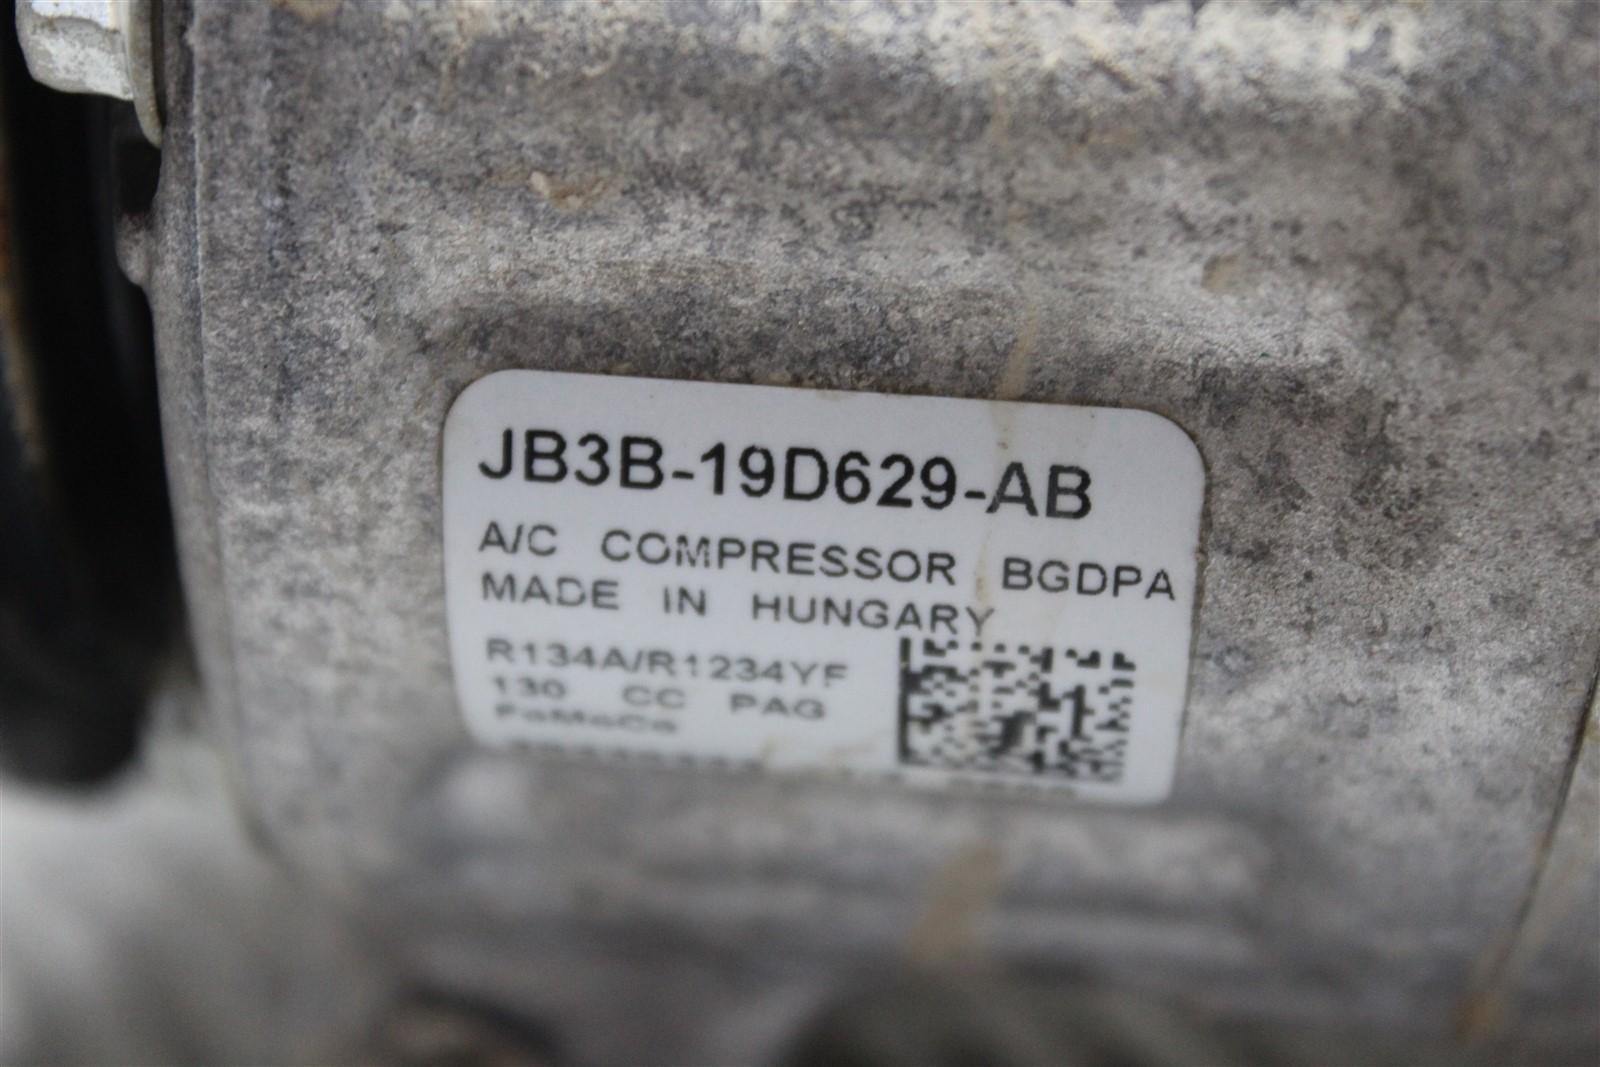 JB3B-19D629-AB
A/C COMPRESSOR BGDPA
MADE IN HUNGARY
R134A/R1234YF
130 CC PAG
FoMoCo